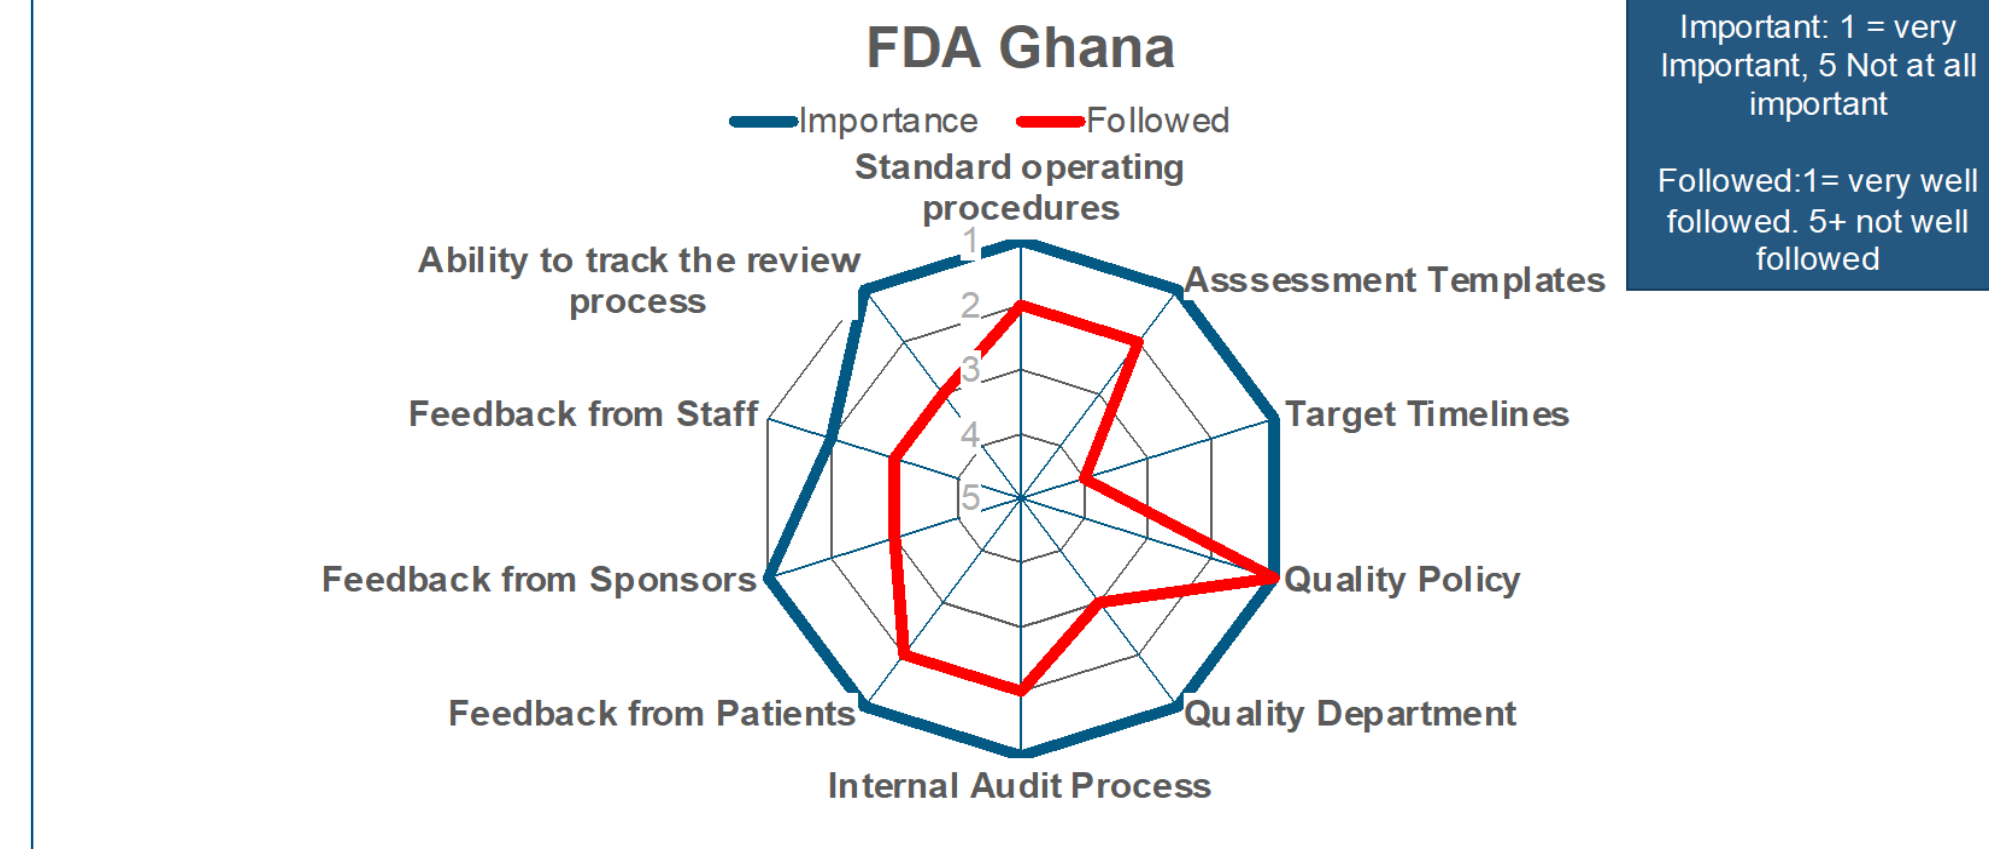 FDA Ghana
Importance
Followed
Important: 1 = very
Important, 5 Not at all
important
Followed:1= very well
followed. 5+ not well
followed
Standard operating
procedures
Asssessment Templates
Target Timelines
Quality Policy
Quality Department
Internal Audit Process
Feedback from Patients
Feedback from Sponsors
Feedback from Staff
Ability to track the review
process
1
2
3
4
5